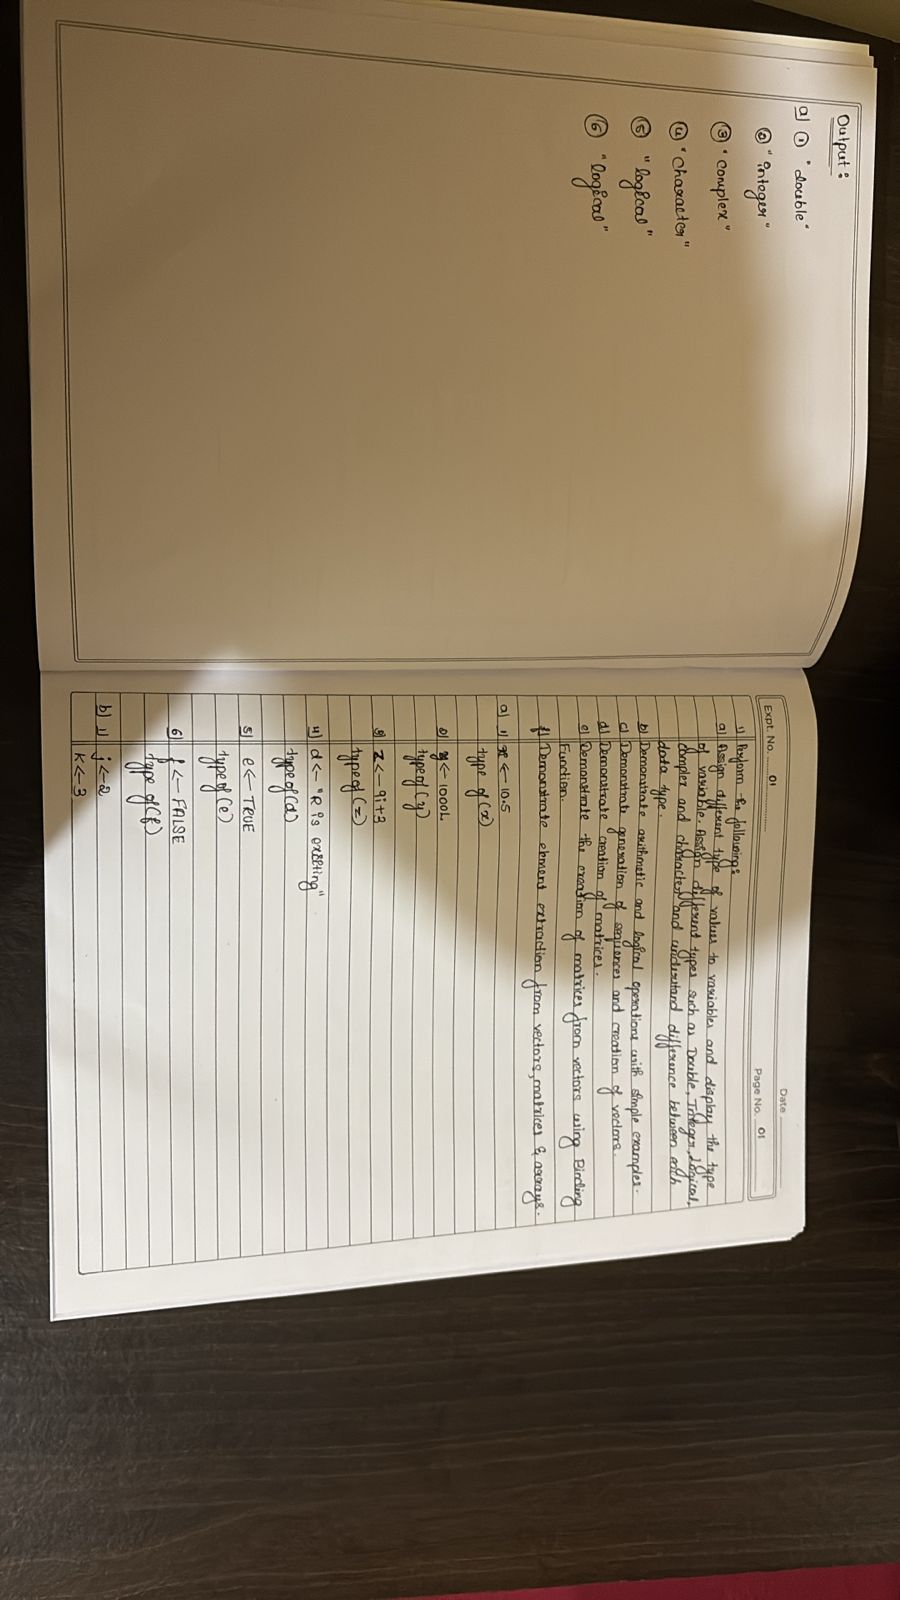 Output :
a) ① "double"
② "integer"
③ "complex"
④ "character"
⑤ "logical"
⑥ "logical"
Date
Expt. No. 01
Page No. 01
1) Perform the followings
a) Assign different type of values to variables and display the type
of variable. Assign different types such as Double, Integer, Logical,
complex and character and understand difference between each
data type.
b) Demonstrate arithmetic and logical operations with simple examples.
c) Demonstrate generation of sequences and creation of vectors.
d) Demonstrate creation of matrices.
e) Demonstrate the creation of matrices from vectors using Binding
Function.
f) Demonstrate element extraction from vectors, matrices & arrays.
a) 1) x <- 10.5
type of (x)
2) y <- 1000L
typeof (y)
3) z <- 9i+3
typeof (z)
4) d <- "R is exciting"
typeof(d)
5) e <- TRUE
typeof (e)
6) f <- FALSE
type of(f)
b) 1) j <- 2
k <- 3